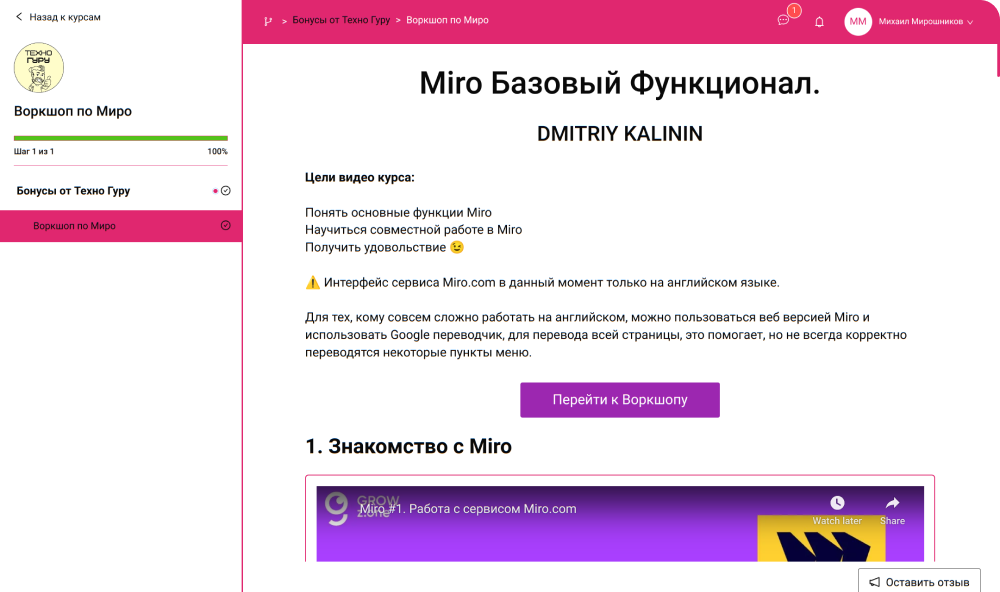 Назад к курсам
ТЕХНО
ГУРУ
Воркшоп по Миро
Шаг 1 из 1
100%
Бонусы от Техно Гуру
Воркшоп по Миро
> Бонусы от Техно Гуру > Воркшоп по Миро
1
ММ
Михаил Мирошников
Miro Базовый Функционал.
DMITRIY KALININ
Цели видео курса:
Понять основные функции Miro
Научиться совместной работе в Miro
Получить удовольствие 😉
⚠️ Интерфейс сервиса Miro.com в данный момент только на английском языке.
Для тех, кому совсем сложно работать на английском, можно пользоваться веб версией Miro и
использовать Google переводчик, для перевода всей страницы, это помогает, но не всегда корректно
переводятся некоторые пункты меню.
Перейти к Воркшопу
1. Знакомство с Miro
GROW
z.one
Miro #1. Работа с сервисом Miro.com
Watch later
Share
Оставить отзыв